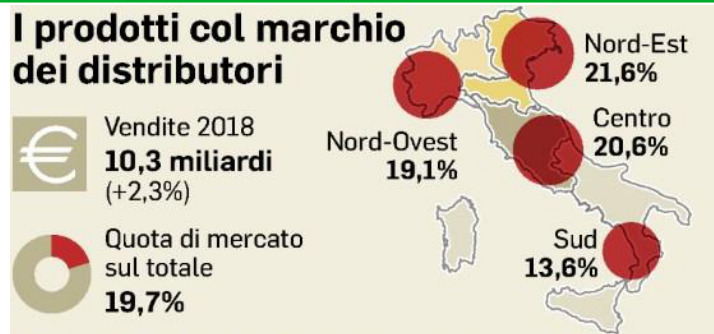 I prodotti col marchio
dei distributori
€
Vendite 2018
10,3 miliardi
(+2,3%)
Quota di mercato
sul totale
19,7%
Nord-Est
21,6%
Nord-Ovest
19,1%
Centro
20,6%
Sud
13,6%